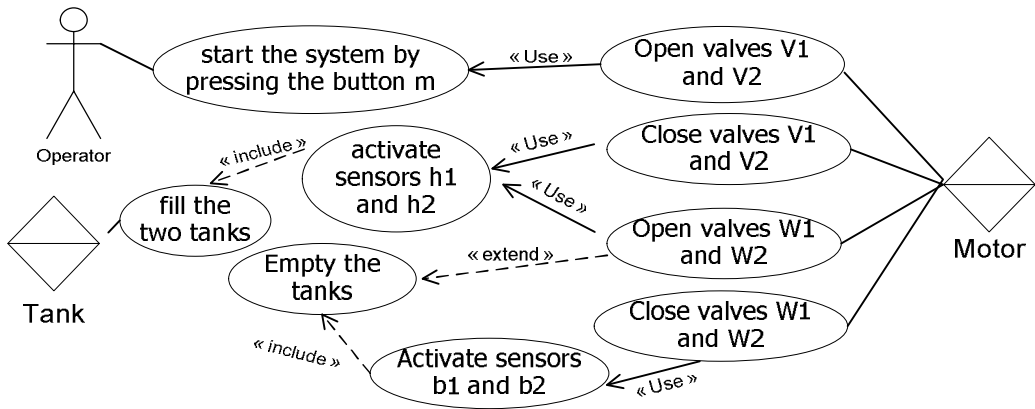 start the system by
pressing the button m
« Use »
Open valves V1
and V2
Operator
« include »
activate
sensors h1
and h2
« Use »
Close valves V1
and V2
fill the
two tanks
« Use »
Open valves W1
and W2
Motor
Tank
Empty the
tanks
« extend »
Close valves W1
and W2
« include »
Activate sensors
b1 and b2
« Use »